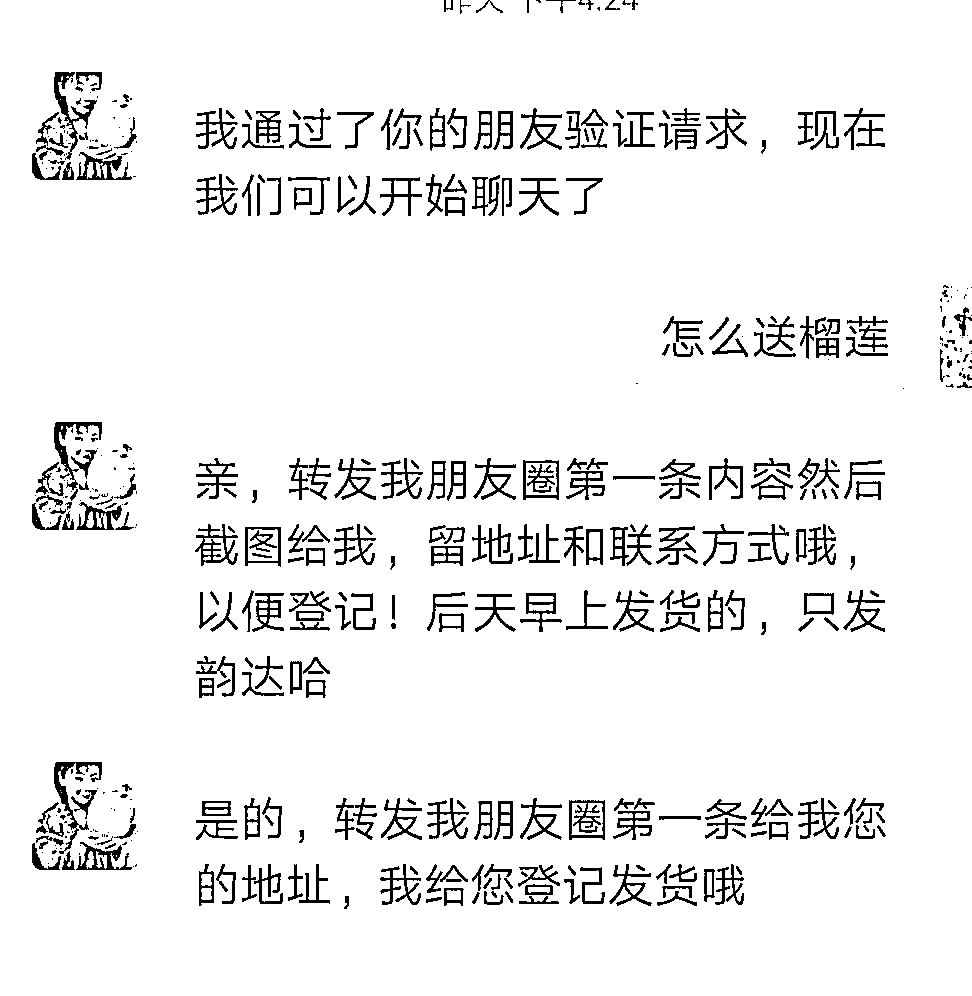 昨天 下午4:24
我通过了你的朋友验证请求，现在
我们可以开始聊天了
怎么送榴莲
亲，转发我朋友圈第一条内容然后
截图给我，留地址和联系方式哦，
以便登记！后天早上发货的，只发
韵达哈
是的，转发我朋友圈第一条给我您
的地址，我给您登记发货哦